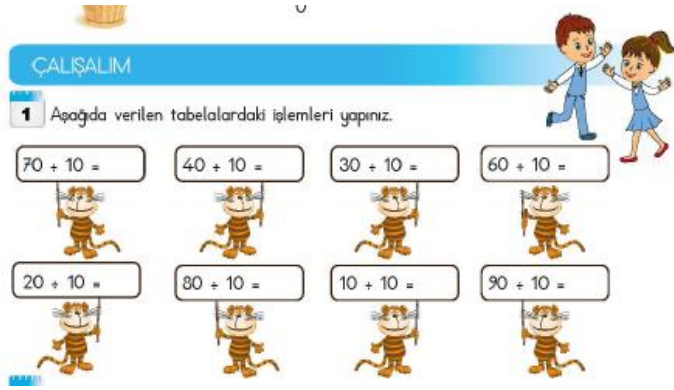 ÇALIŞALIM
1 Aşağıda verilen tabelalardaki işlemleri yapınız.
70 ÷ 10 = 40 ÷ 10 = 30 ÷ 10 = 60 ÷ 10 =
20 ÷ 10 = 80 ÷ 10 = 10 ÷ 10 = 90 ÷ 10 =